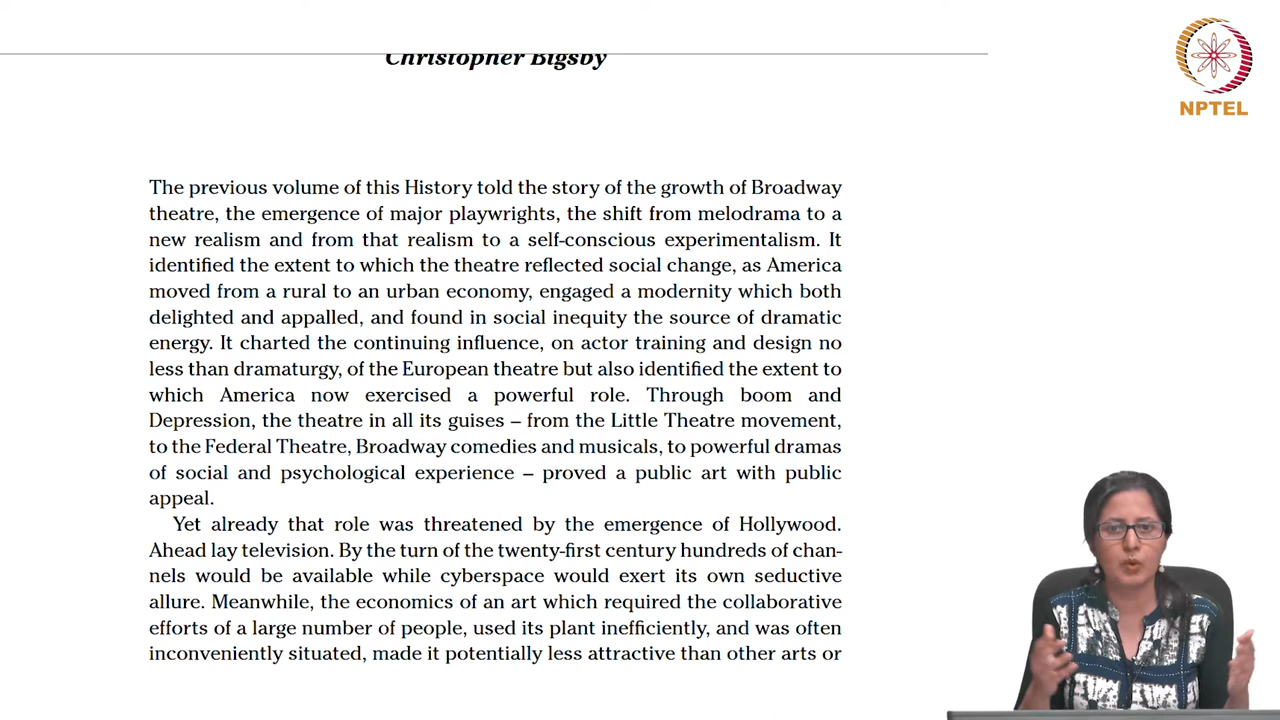 Christopher Bigsby
NPTEL
The previous volume of this History told the story of the growth of Broadway
theatre, the emergence of major playwrights, the shift from melodrama to a
new realism and from that realism to a self-conscious experimentalism. It
identified the extent to which the theatre reflected social change, as America
moved from a rural to an urban economy, engaged a modernity which both
delighted and appalled, and found in social inequity the source of dramatic
energy. It charted the continuing influence, on actor training and design no
less than dramaturgy, of the European theatre but also identified the extent to
which America now exercised a powerful role. Through boom and
Depression, the theatre in all its guises – from the Little Theatre movement,
to the Federal Theatre, Broadway comedies and musicals, to powerful dramas
of social and psychological experience – proved a public art with public
appeal.
Yet already that role was threatened by the emergence of Hollywood.
Ahead lay television. By the turn of the twenty-first century hundreds of chan-
nels would be available while cyberspace would exert its own seductive
allure. Meanwhile, the economics of an art which required the collaborative
efforts of a large number of people, used its plant inefficiently, and was often
inconveniently situated, made it potentially less attractive than other arts or